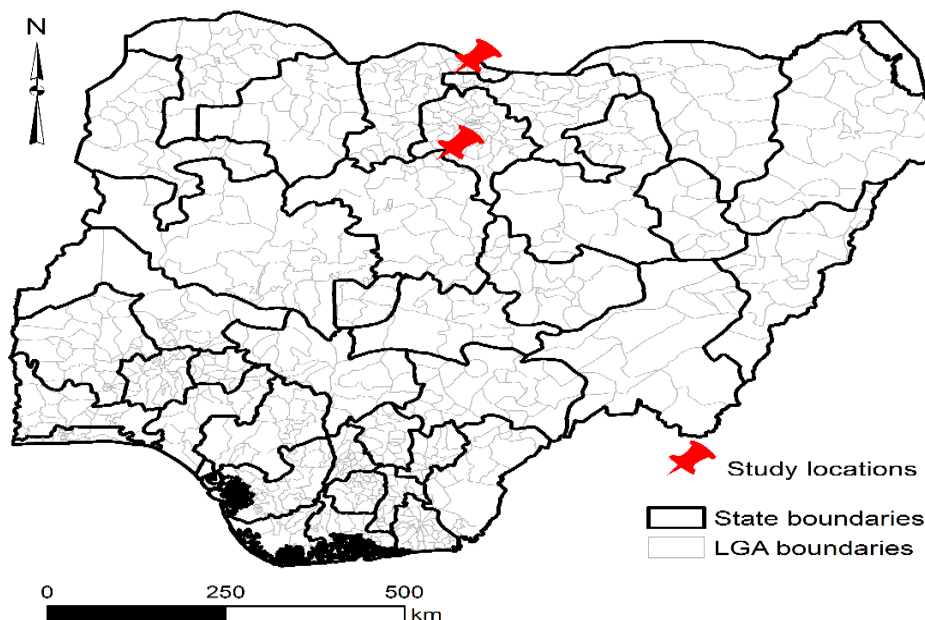 N
Study locations
State boundaries
LGA boundaries
0 250 500
km